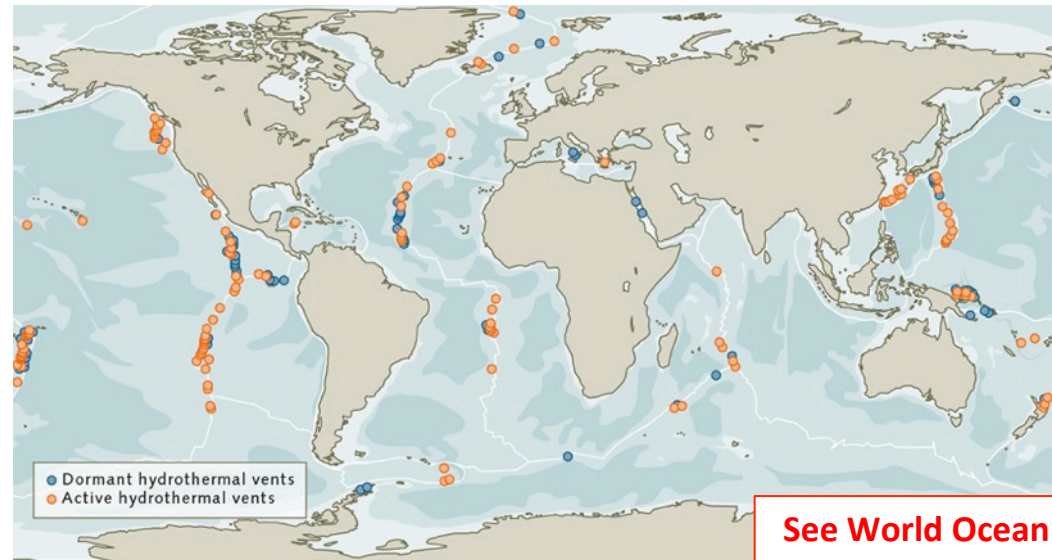 Dormant hydrothermal vents
Active hydrothermal vents
See World Ocean